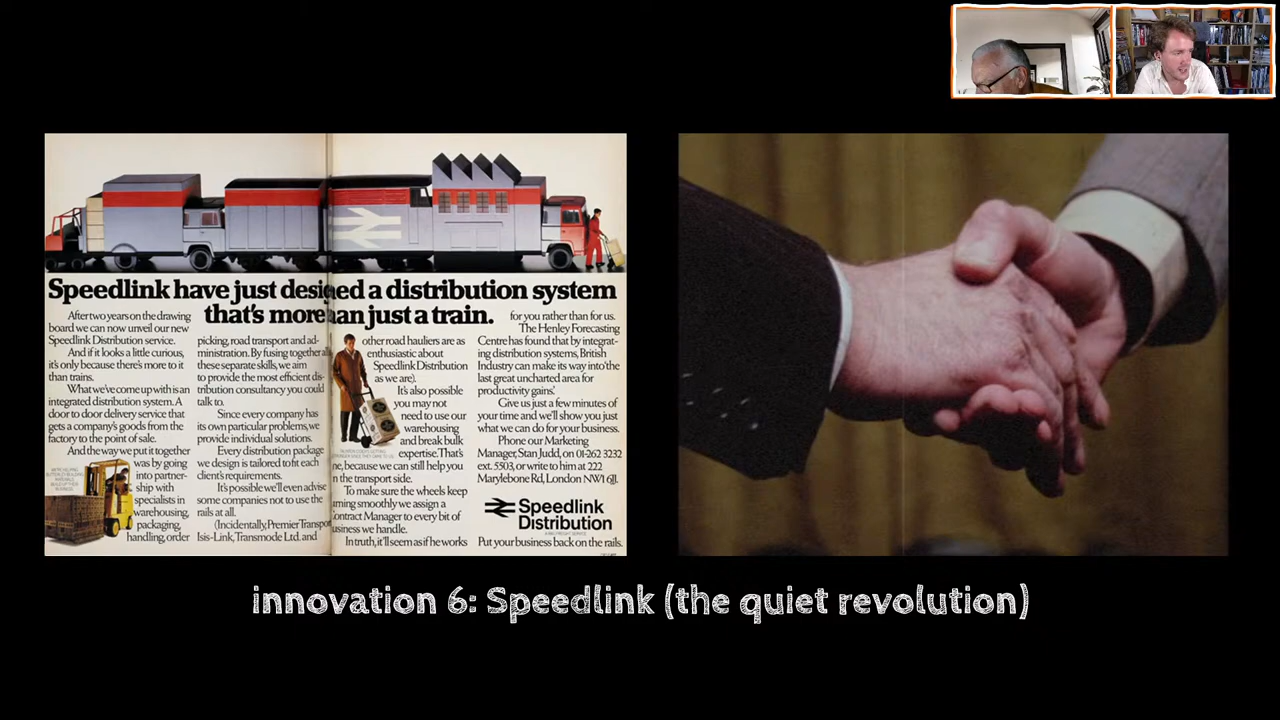 Speedlink have just designed a distribution system
that's more than just a train.
After two years on the drawing
board we can now unveil our new
Speedlink Distribution service.
And if it looks a little curious,
it's only because there's more to it
than trains.
What we've come up with is an
integrated distribution system. A
door to door delivery service that
gets a company's goods from the
factory to the point of sale.
And the way we put it together
was by going
into partner-
ship with
specialists in
warehousing,
packaging,
handling, order
picking, road transport and ad-
ministration. By fusing together all
these separate skills, we aim
to provide the most efficient dis-
tribution consultancy you could
talk to.
Since every company has
its own particular problems, we
provide individual solutions.
Every distribution package
we design is tailored to fit each
client's requirements.
It's possible we'll even advise
some companies not to use the
rails at all.
(Incidentally, Premier Transport
Isis-Link, Transmode Ltd. and
other road hauliers are as
enthusiastic about
Speedlink Distribution
as we are).
It's also possible
you may not
need to use our
warehousing
and break bulk
expertise. That's
ne, because we can still help you
n the transport side.
To make sure the wheels keep
urning smoothly we assign a
Contract Manager to every bit of
usiness we handle.
In truth, it'll seem as if he works
for you rather than for us.
The Henley Forecasting
Centre has found that by integrat-
ing distribution systems, British
Industry can make its way into 'the
last great uncharted area for
productivity gains'.
Give us just a few minutes of
your time and we'll show you just
what we can do for your business.
Phone our Marketing
Manager, Stan Judd, on 01-262 3232
ext. 5503, or write to him at 222
Marylebone Rd, London NW1 6JJ.
Speedlink
Distribution
A RAILFREIGHT SERVICE
Put your business back on the rails.
innovation 6: Speedlink (the quiet revolution)